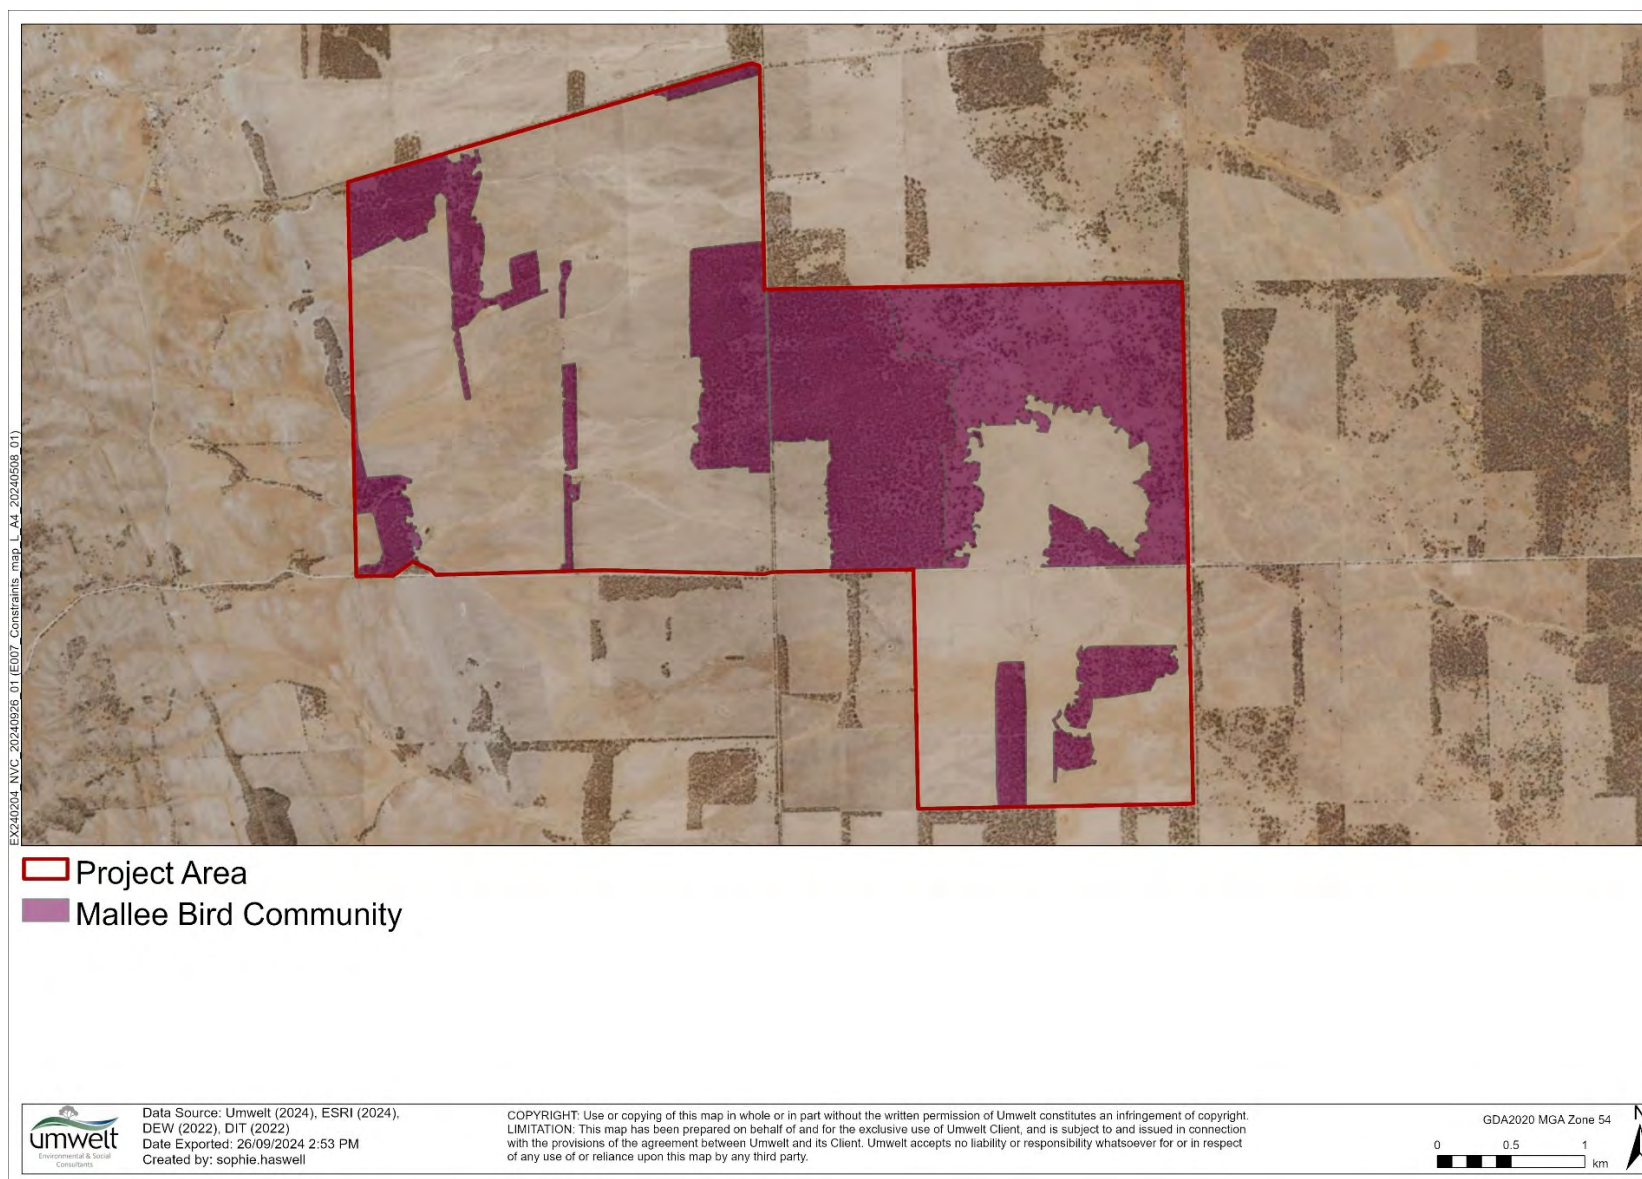 EX240204_NVC_20240926_01 (E007_Constraints_map_L_A4_20240508_01)
Project Area
Mallee Bird Community
umwelt
Environmental & Social
Consultants
Data Source: Umwelt (2024), ESRI (2024),
DEW (2022), DIT (2022)
Date Exported: 26/09/2024 2:53 PM
Created by: sophie.haswell
COPYRIGHT: Use or copying of this map in whole or in part without the written permission of Umwelt constitutes an infringement of copyright.
LIMITATION: This map has been prepared on behalf of and for the exclusive use of Umwelt Client, and is subject to and issued in connection
with the provisions of the agreement between Umwelt and its Client. Umwelt accepts no liability or responsibility whatsoever for or in respect
of any use of or reliance upon this map by any third party.
GDA2020 MGA Zone 54
0 0.5 1
km
N